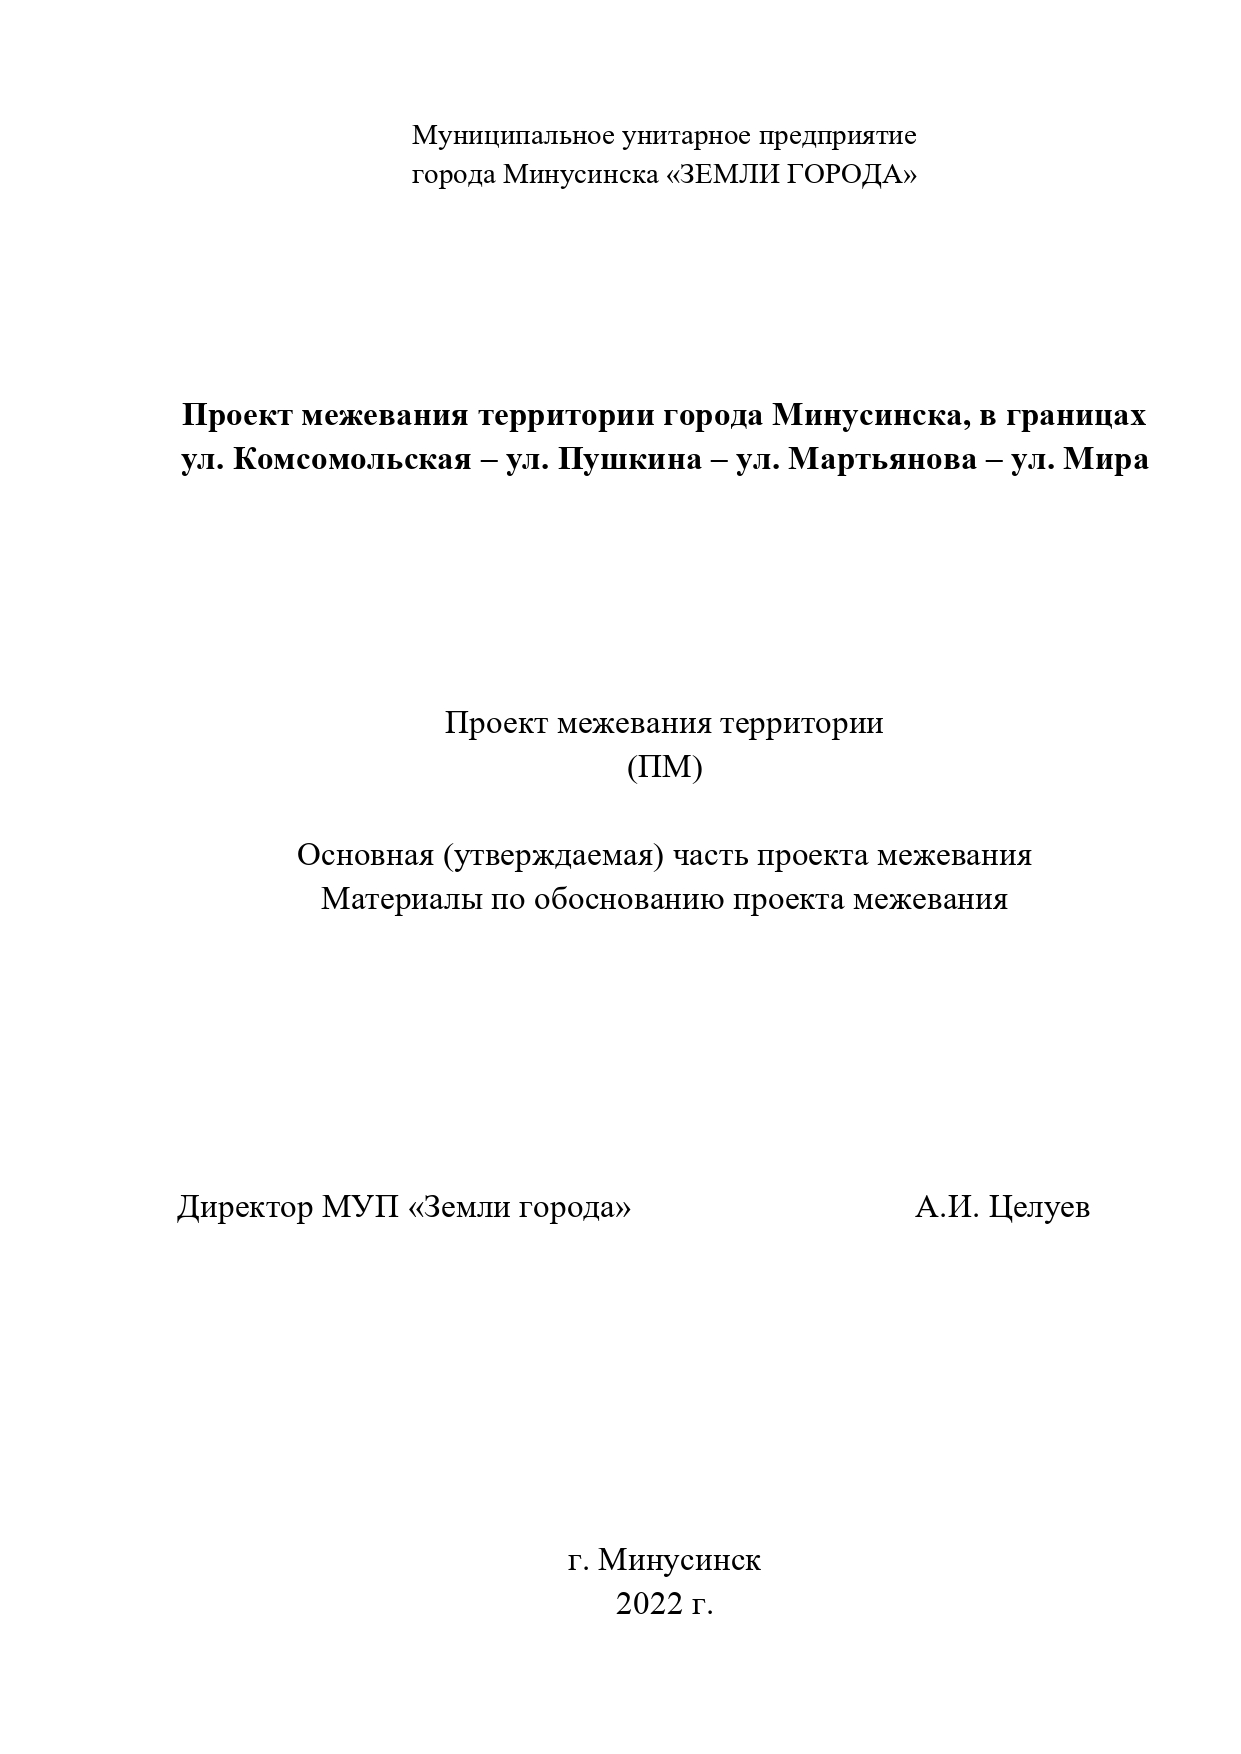 Муниципальное унитарное предприятие
города Минусинска «ЗЕМЛИ ГОРОДА»
Проект межевания территории города Минусинска, в границах
ул. Комсомольская – ул. Пушкина – ул. Мартьянова – ул. Мира
Проект межевания территории
(ПМ)
Основная (утверждаемая) часть проекта межевания
Материалы по обоснованию проекта межевания
Директор МУП «Земли города» А.И. Целуев
г. Минусинск
2022 г.